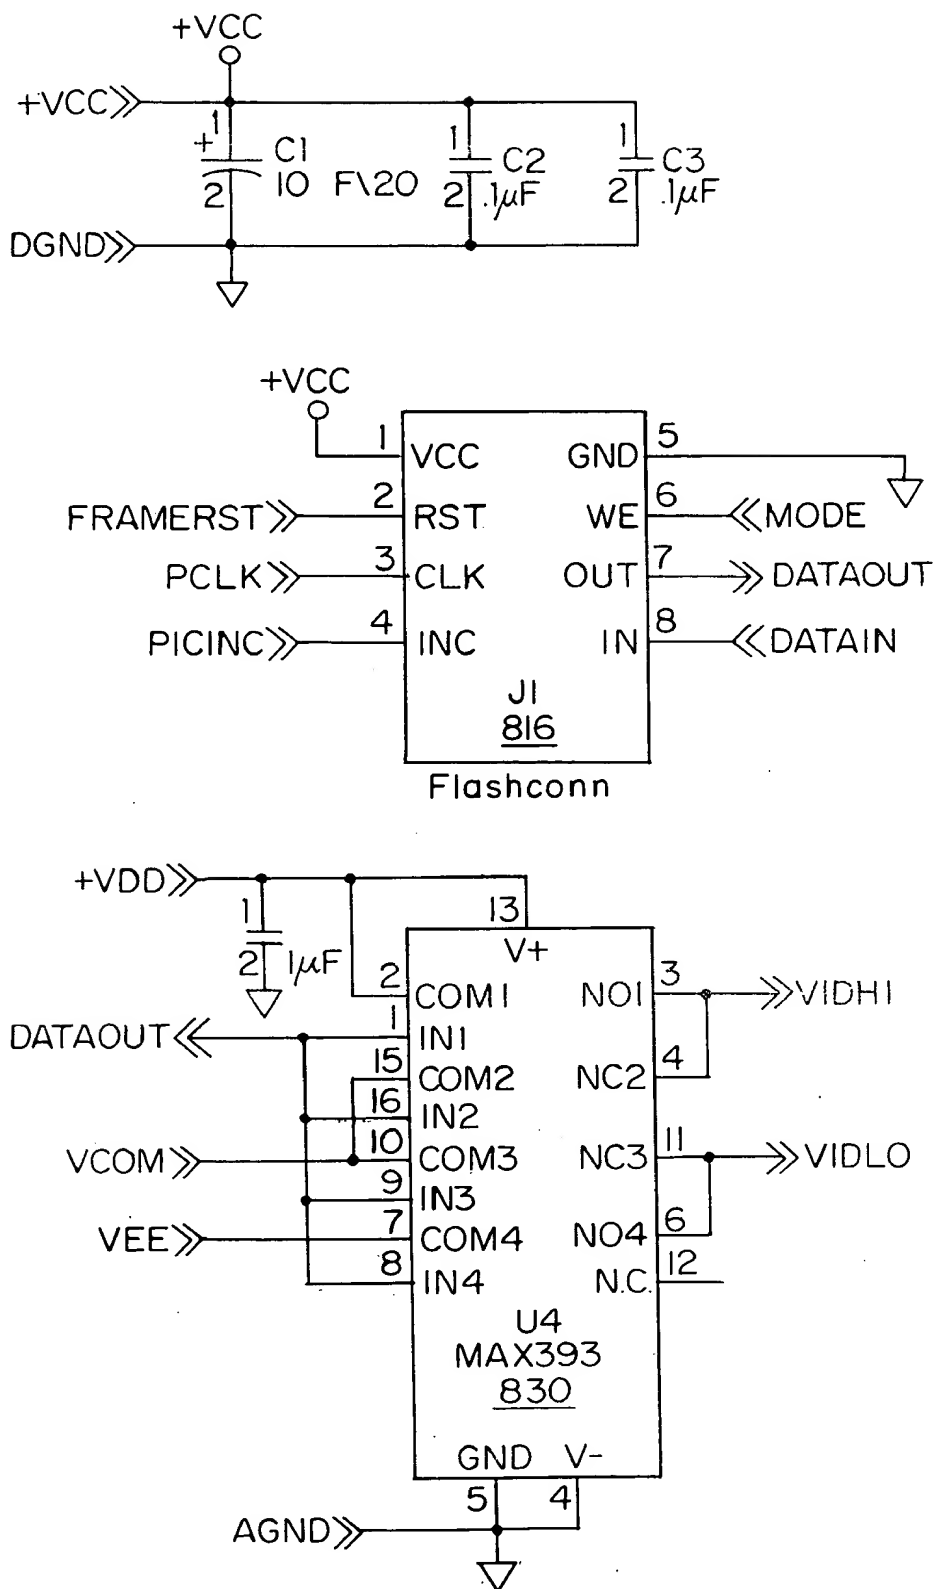 +VCC
+VCC
1
+
C1
10 F\20
2
1
C2
2
.1μF
1
C3
2
.1μF
DGND
+VCC
1
VCC
GND
5
FRAMERST
2
RST
WE
6
MODE
PCLK
3
CLK
OUT
7
DATAOUT
PICINC
4
INC
IN
8
DATAIN
J1
816
Flashconn
+VDD
1
2
1μF
13
V+
2
COM1
NO1
3
VIDHI
DATAOUT
1
IN1
15
COM2
NC2
4
16
IN2
VCOM
10
COM3
NC3
11
VIDLO
9
IN3
VEE
7
COM4
NO4
6
8
IN4
N.C.
12
U4
MAX393
830
GND
V-
5
4
AGND